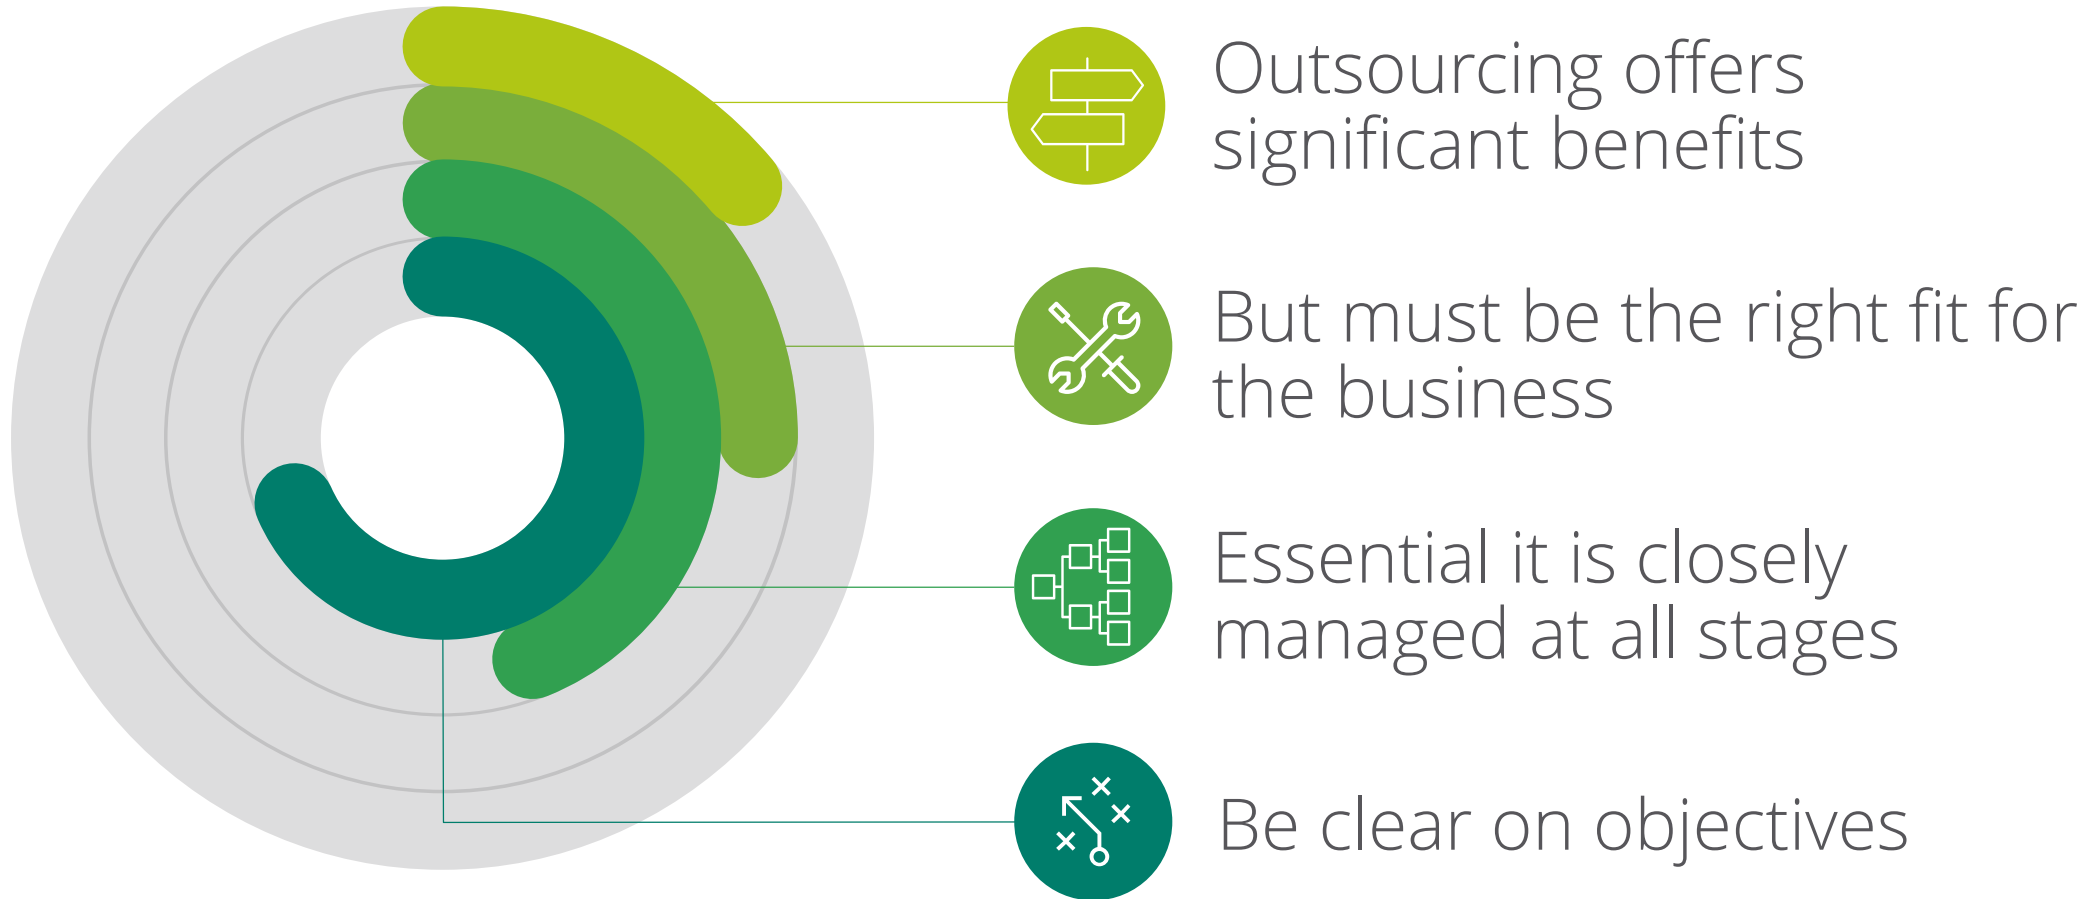 Outsourcing offers
significant benefits
But must be the right fit for
the business
Essential it is closely
managed at all stages
Be clear on objectives